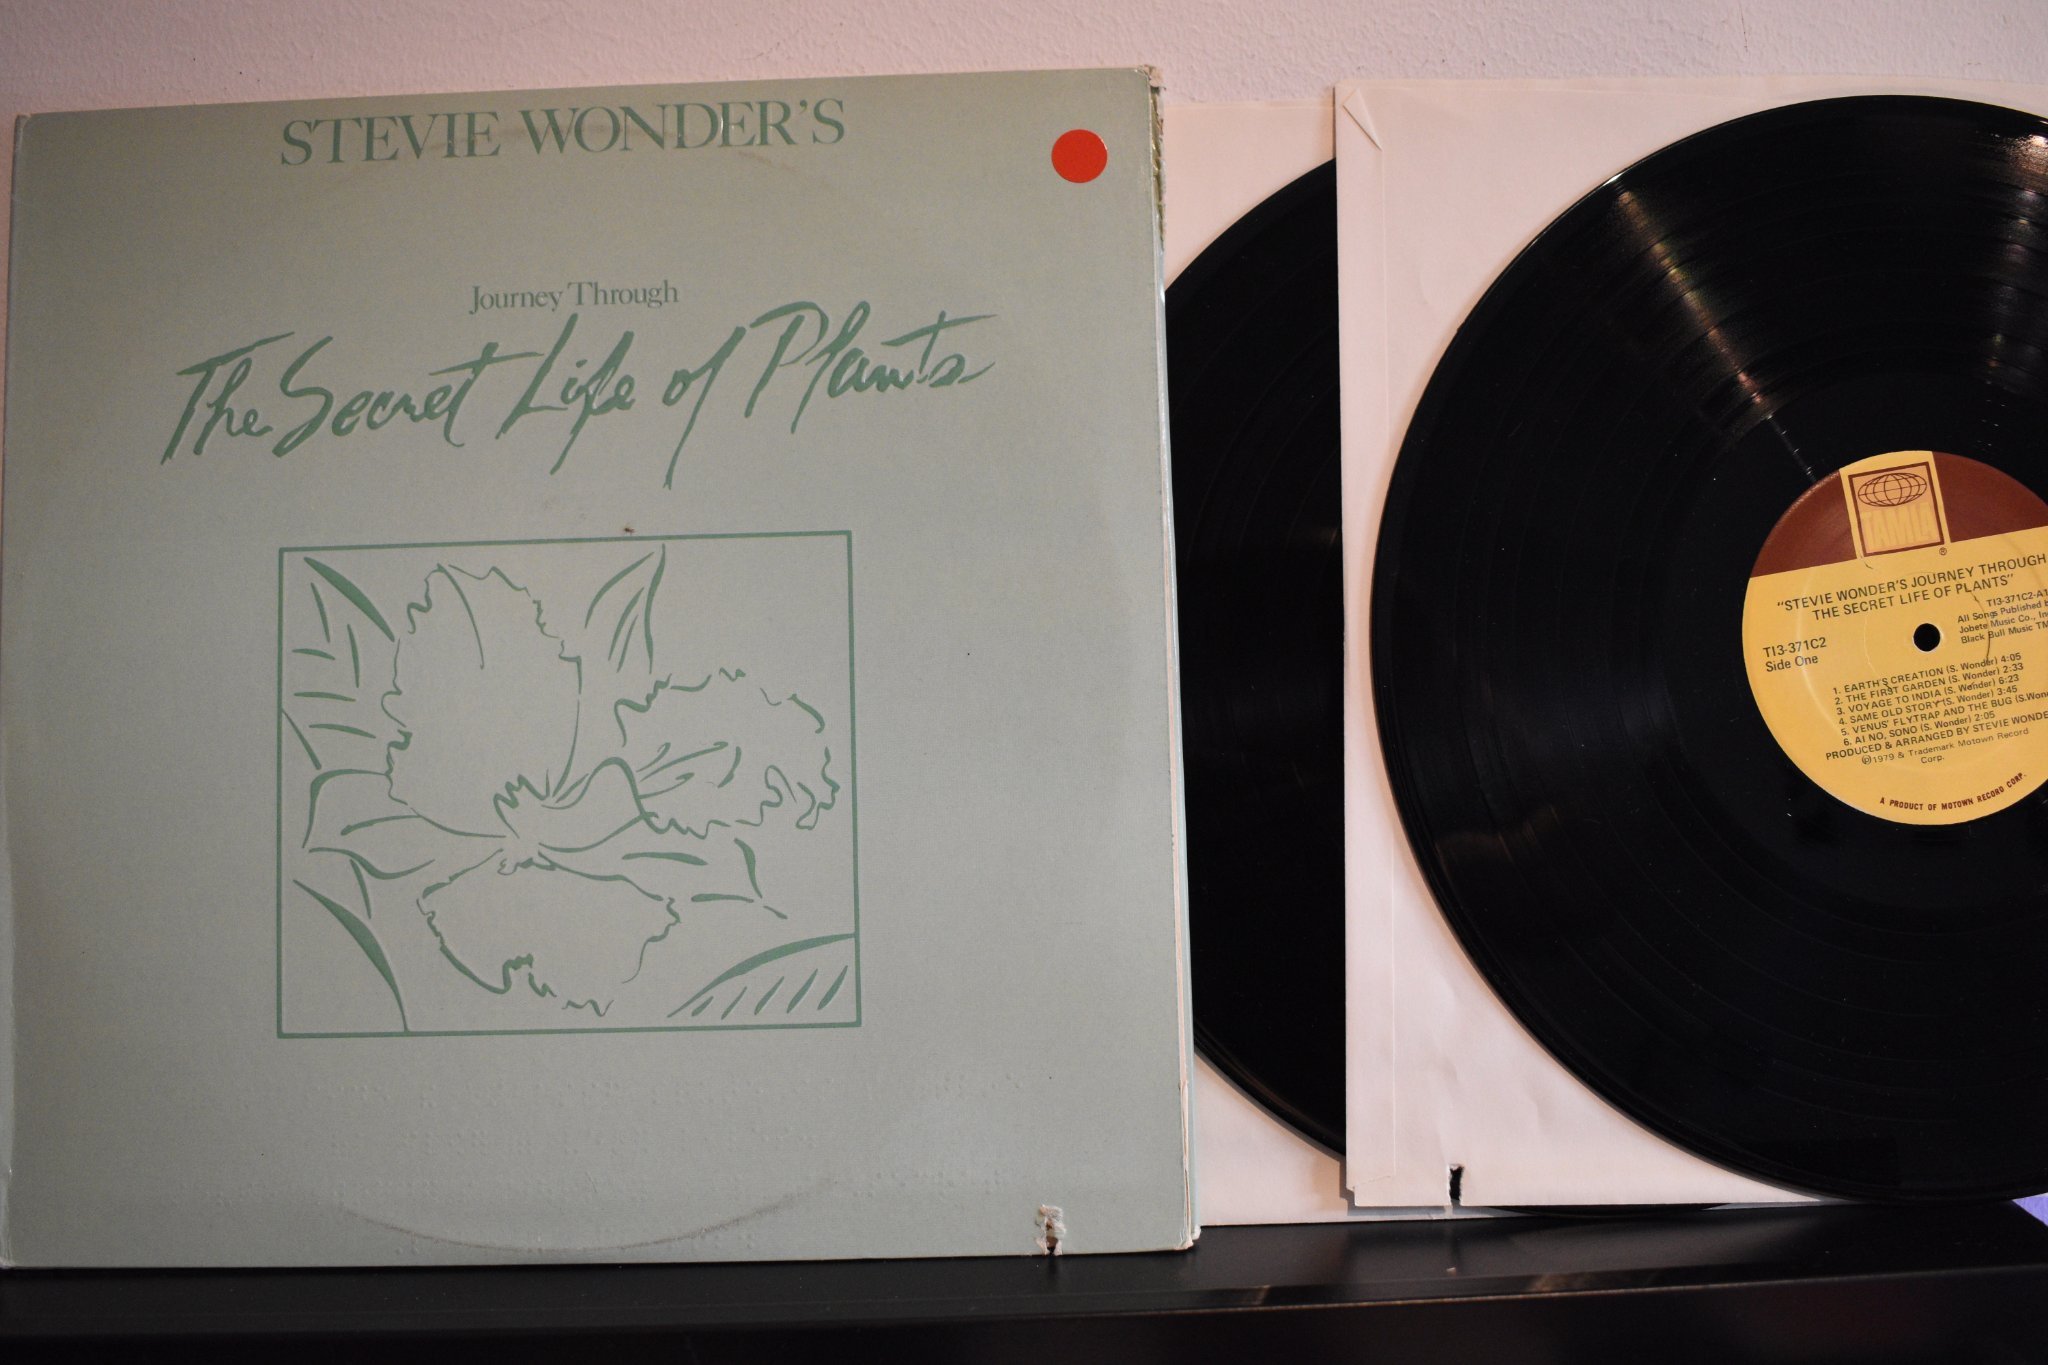 STEVIE WONDER'S
Journey Through
The Secret Life of Plants
TAMLA
®
"STEVIE WONDER'S JOURNEY THROUGH
THE SECRET LIFE OF PLANTS"
TI3-371C2
Side One
TI3-371C2-A1
All Songs Published
Jobete Music Co.,
Black Bull Music
1. EARTH'S CREATION (S. Wonder) 4:05
2. THE FIRST GARDEN (S. Wonder) 2:33
3. VOYAGE TO INDIA (S. Wonder) 6:23
4. SAME OLD STORY (S. Wonder) 3:45
5. VENUS' FLYTRAP AND THE BUG (S.
6. AI NO, SONO (S. Wonder) 2:05
PRODUCED & ARRANGED BY STEVIE
℗1979 & Trademark Motown Record
Corp.
A PRODUCT OF MOTOWN RECORD CORP.